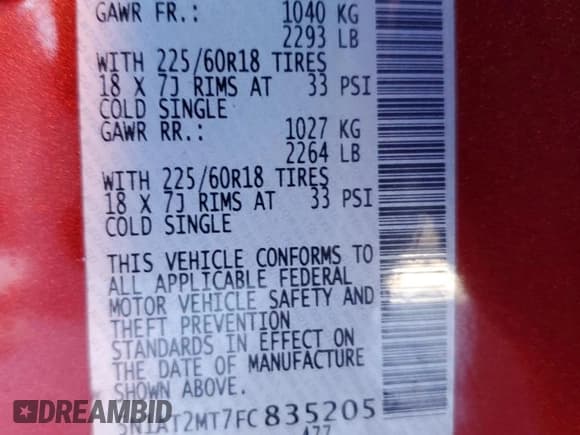 GAWR FR.: 1040 KG
2293 LB
WITH 225/60R18 TIRES
18 X 7J RIMS AT 33 PSI
COLD SINGLE
GAWR RR.: 1027 KG
2264 LB
WITH 225/60R18 TIRES
18 X 7J RIMS AT 33 PSI
COLD SINGLE
THIS VEHICLE CONFORMS TO
ALL APPLICABLE FEDERAL
MOTOR VEHICLE SAFETY AND
THEFT PREVENTION
STANDARDS IN EFFECT ON
THE DATE OF MANUFACTURE
SHOWN ABOVE.
5N1AT2MT7FC835205
DREAMBID